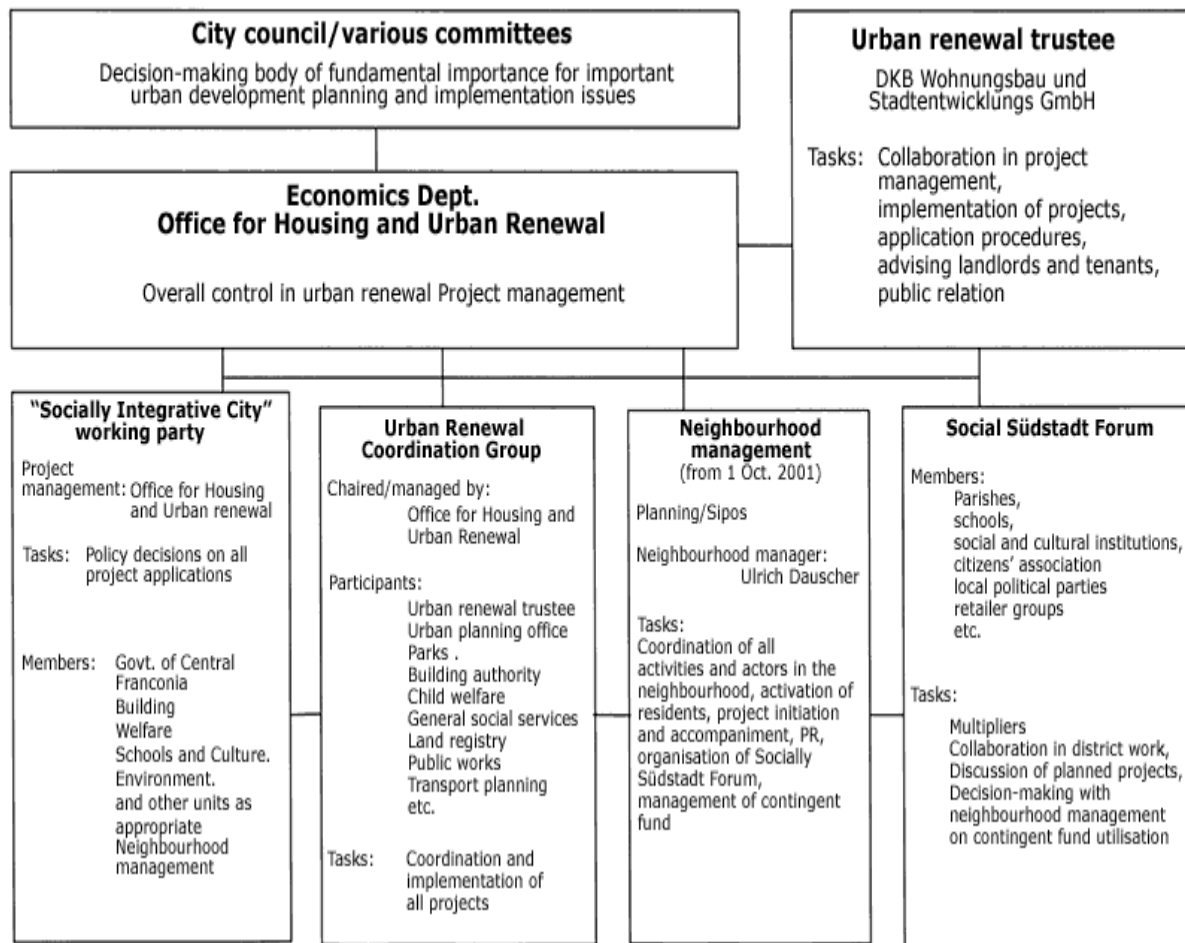 City council/various committees
Decision-making body of fundamental importance for important
urban development planning and implementation issues
Urban renewal trustee
DKB Wohnungsbau und
Stadtentwicklungs GmbH
Tasks: Collaboration in project
management,
implementation of projects,
application procedures,
advising landlords and tenants,
public relation
Economics Dept.
Office for Housing and Urban Renewal
Overall control in urban renewal Project management
“Socially Integrative City”
working party
Project
management: Office for Housing
and Urban renewal
Tasks: Policy decisions on all
project applications
Members: Govt. of Central
Franconia
Building
Welfare
Schools and Culture.
Environment.
and other units as
appropriate
Neighbourhood
management
Urban Renewal
Coordination Group
Chaired/managed by:
Office for Housing and
Urban Renewal
Participants:
Urban renewal trustee
Urban planning office
Parks .
Building authority
Child welfare
General social services
Land registry
Public works
Transport planning
etc.
Tasks: Coordination and
implementation of
all projects
Neighbourhood
management
(from 1 Oct. 2001)
Planning/Sipos
Neighbourhood manager:
Ulrich Dauscher
Tasks:
Coordination of all
activities and actors in the
neighbourhood, activation of
residents, project initiation
and accompaniment, PR,
organisation of Socially
Südstadt Forum,
management of contingent
fund
Social Südstadt Forum
Members:
Parishes,
schools,
social and cultural institutions,
citizens’ association
local political parties
retailer groups
etc.
Tasks:
Multipliers
Collaboration in district work,
Discussion of planned projects,
Decision-making with
neighbourhood management
on contingent fund utilisation